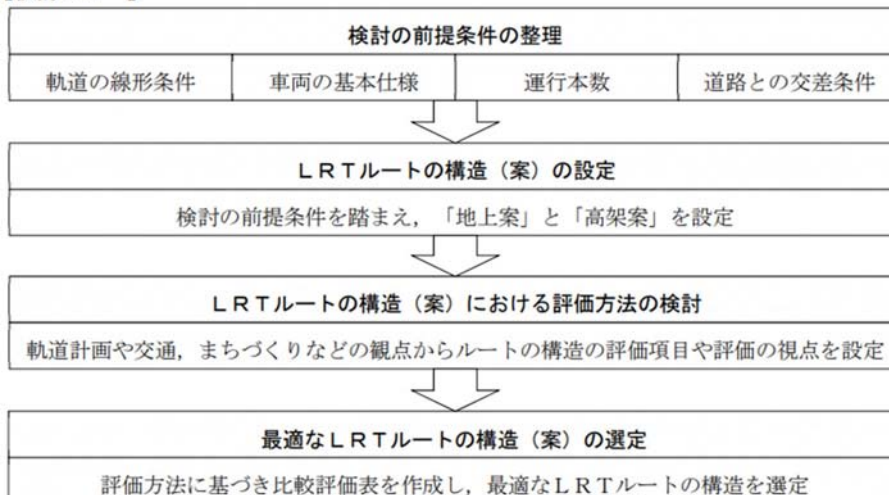 検討の前提条件の整理
軌道の線形条件 車両の基本仕様 運行本数 道路との交差条件
LRTルートの構造(案)の設定
検討の前提条件を踏まえ,「地上案」と「高架案」を設定
LRTルートの構造(案)における評価方法の検討
軌道計画や交通,まちづくりなどの観点からルートの構造の評価項目や評価の視点を設定
最適なLRTルートの構造(案)の選定
評価方法に基づき比較評価表を作成し,最適なLRTルートの構造を選定